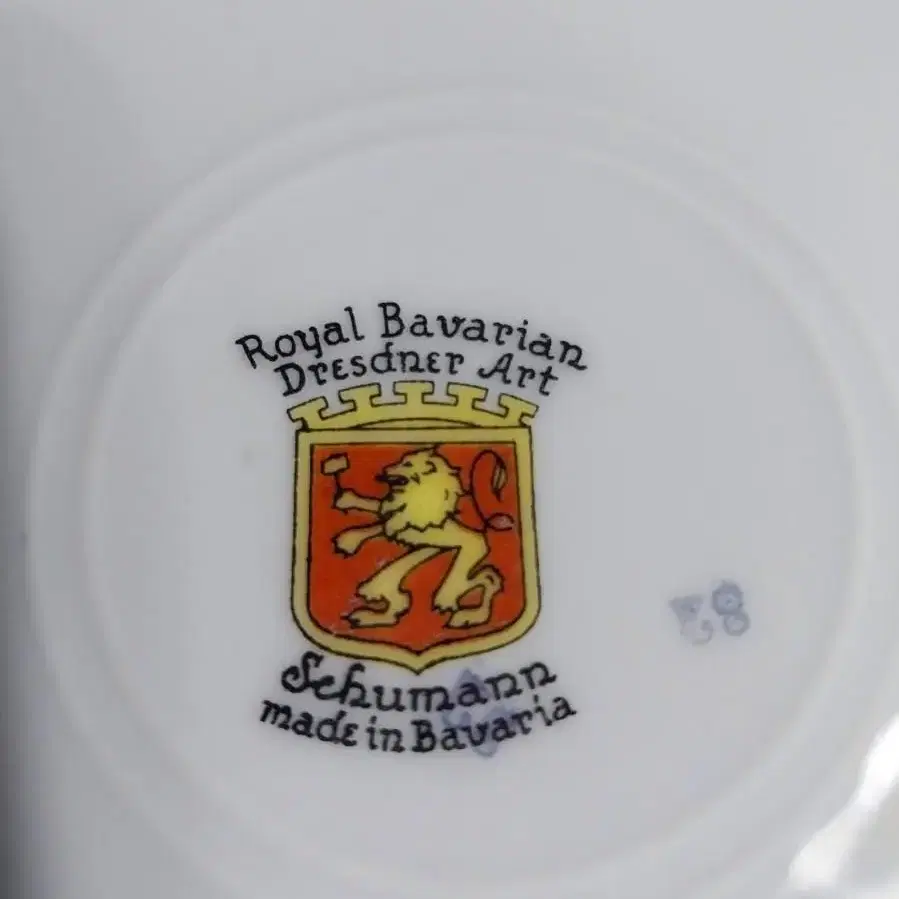 Royal Bavarian
Dresdner Art
Schumann
made in Bavaria